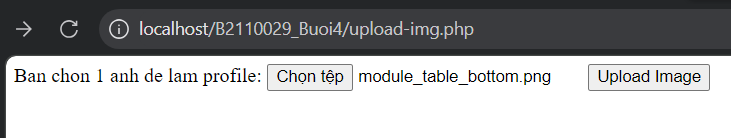 localhost/B2110029_Buoi4/upload-img.php
Ban chon 1 anh de lam profile: Chọn tệp module_table_bottom.png Upload Image